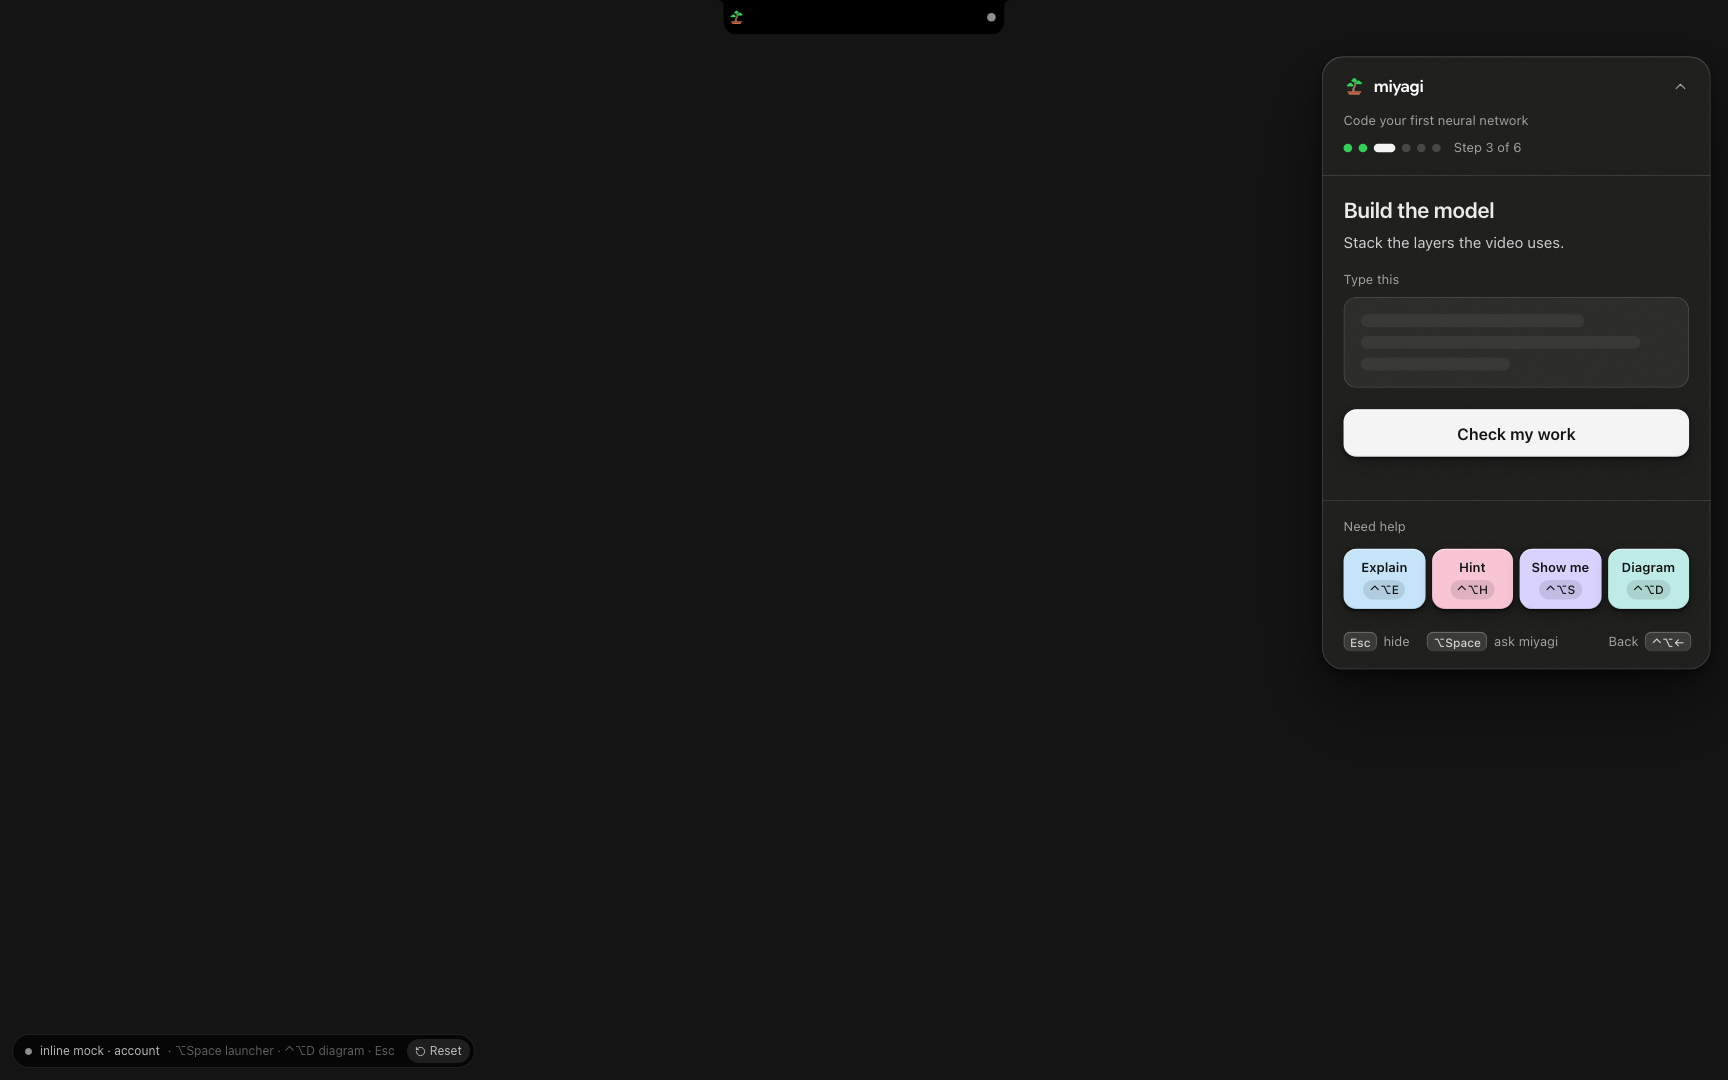 miyagi
Code your first neural network
Step 3 of 6
Build the model
Stack the layers the video uses.
Type this
Check my work
Need help
Explain
⌃⌥E
Hint
⌃⌥H
Show me
⌃⌥S
Diagram
⌃⌥D
Esc hide ⌥Space ask miyagi Back ⌃⌥←
inline mock · account · ⌥Space launcher · ⌃⌥D diagram · Esc Reset